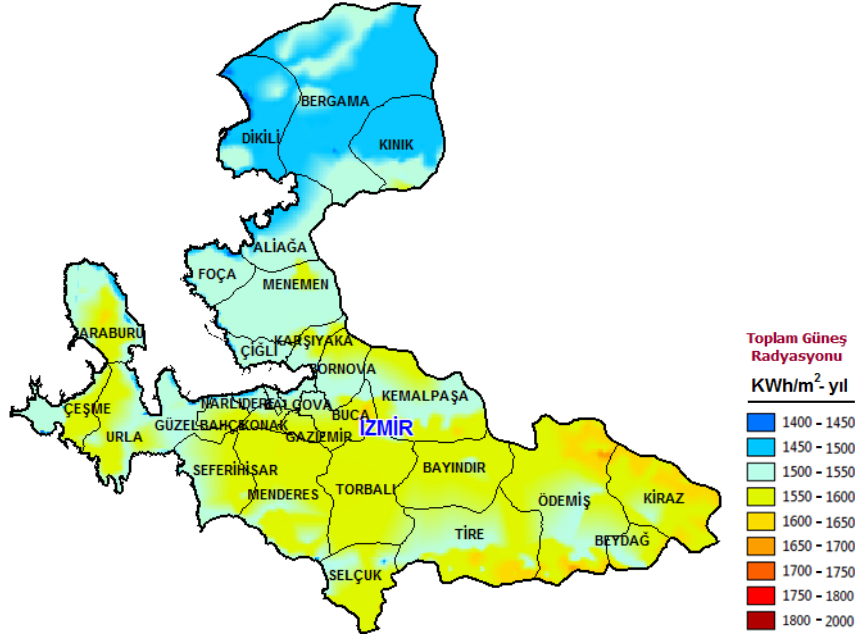 BERGAMA
DİKİLİ
KINIK
ALİAĞA
FOÇA
MENEMEN
ARABURU
KARŞIYAKA
ÇİĞLİ
BORNOVA
KEMALPAŞA
ÇEŞME
NARLIDERE
BALÇOVA
BUCA
URLA
GÜZELBAHÇE
KONAK
İZMİR
GAZİEMİR
SEFERİHİSAR
BAYINDIR
MENDERES
TORBALI
ÖDEMİŞ
KİRAZ
TİRE
BEYDAĞ
SELÇUK
Toplam Güneş
Radyasyonu
KWh/m²- yıl
1400 - 1450
1450 - 1500
1500 - 1550
1550 - 1600
1600 - 1650
1650 - 1700
1700 - 1750
1750 - 1800
1800 - 2000